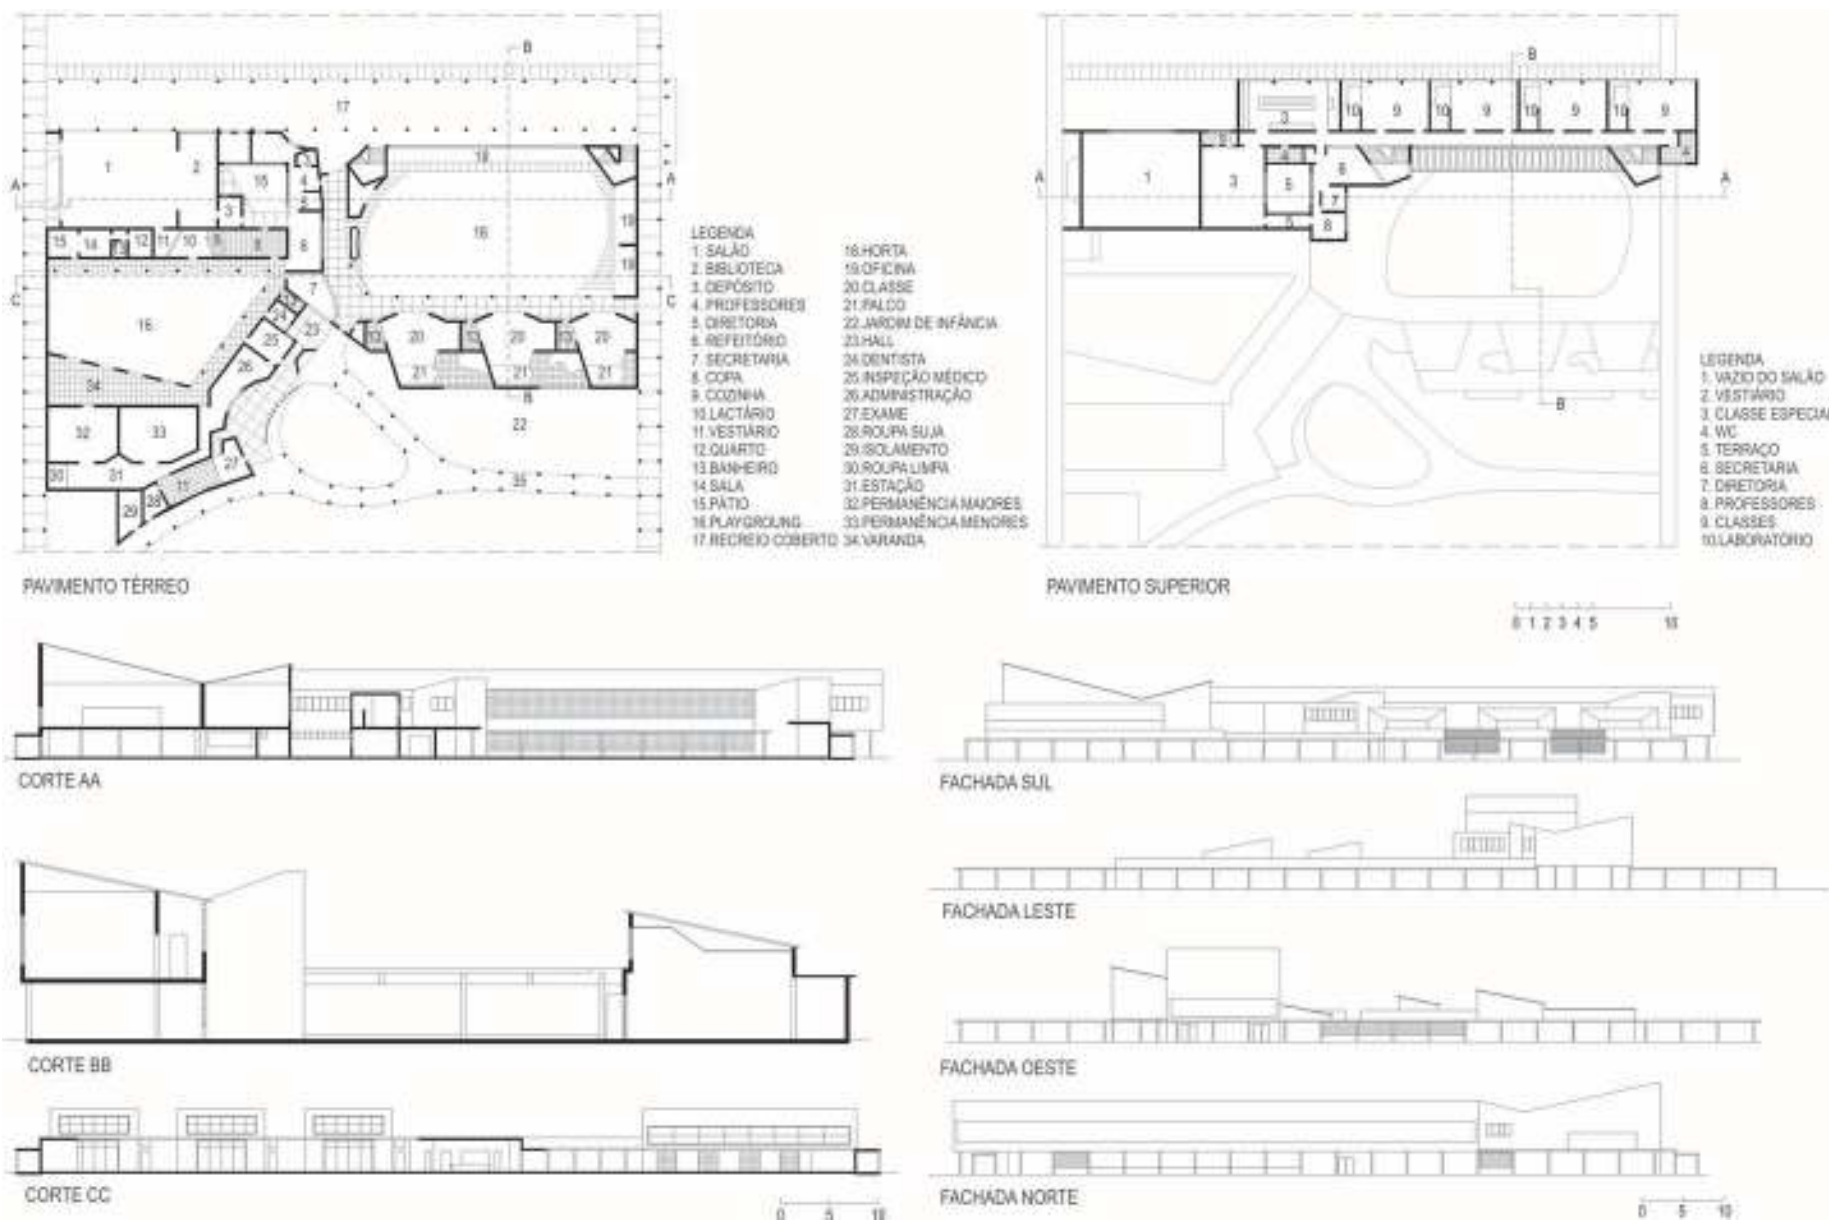 LEGENDA
1. SALÃO
2. BIBLIOTECA
3. DEPÓSITO
4. PROFESSORES
5. DIRETORIA
6. REFEITÓRIO
7. SECRETARIA
8. COPA
9. COZINHA
10. LACTÁRIO
11. VESTIÁRIO
12. QUARTO
13. BANHEIRO
14. SALA
15. PÁTIO
16. PLAYGROUNG
17. RECREIO COBERTO
18. HORTA
19. OFICINA
20. CLASSE
21. PALCO
22. JARDIM DE INFÂNCIA
23. HALL
24. DENTISTA
25. INSPEÇÃO MÉDICO
26. ADMINISTRAÇÃO
27. EXAME
28. ROUPA SUJA
29. ISOLAMENTO
30. ROUPA LIMPA
31. ESTAÇÃO
32. PERMANÊNCIA MAIORES
33. PERMANÊNCIA MENORES
34. VARANDA
PAVIMENTO TÉRREO
LEGENDA
1. VAZIO DO SALÃO
2. VESTIÁRIO
3. CLASSE ESPECIAL
4. WC
5. TERRAÇO
6. SECRETARIA
7. DIRETORIA
8. PROFESSORES
9. CLASSES
10. LABORATÓRIO
PAVIMENTO SUPERIOR
0 1 2 3 4 5 10
CORTE AA
FACHADA SUL
FACHADA LESTE
CORTE BB
FACHADA OESTE
CORTE CC
0 5 10
FACHADA NORTE
0 5 10